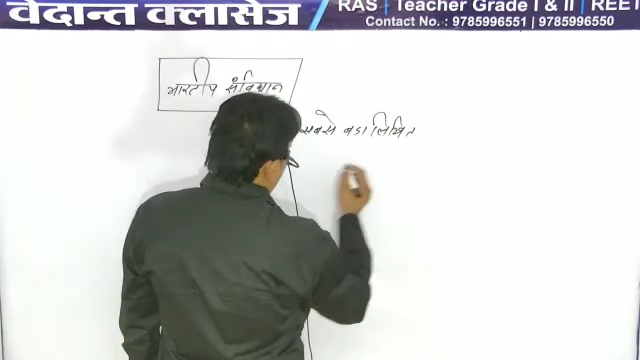 वेदान्त क्लासेज
RAS | Teacher Grade I & II | REET
Contact No. : 9785996551 | 9785996550
भारतीय संविधान
सबसे बडा लिखित